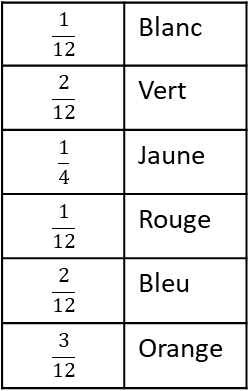 1/12 Blanc
2/12 Vert
1/4 Jaune
1/12 Rouge
2/12 Bleu
3/12 Orange